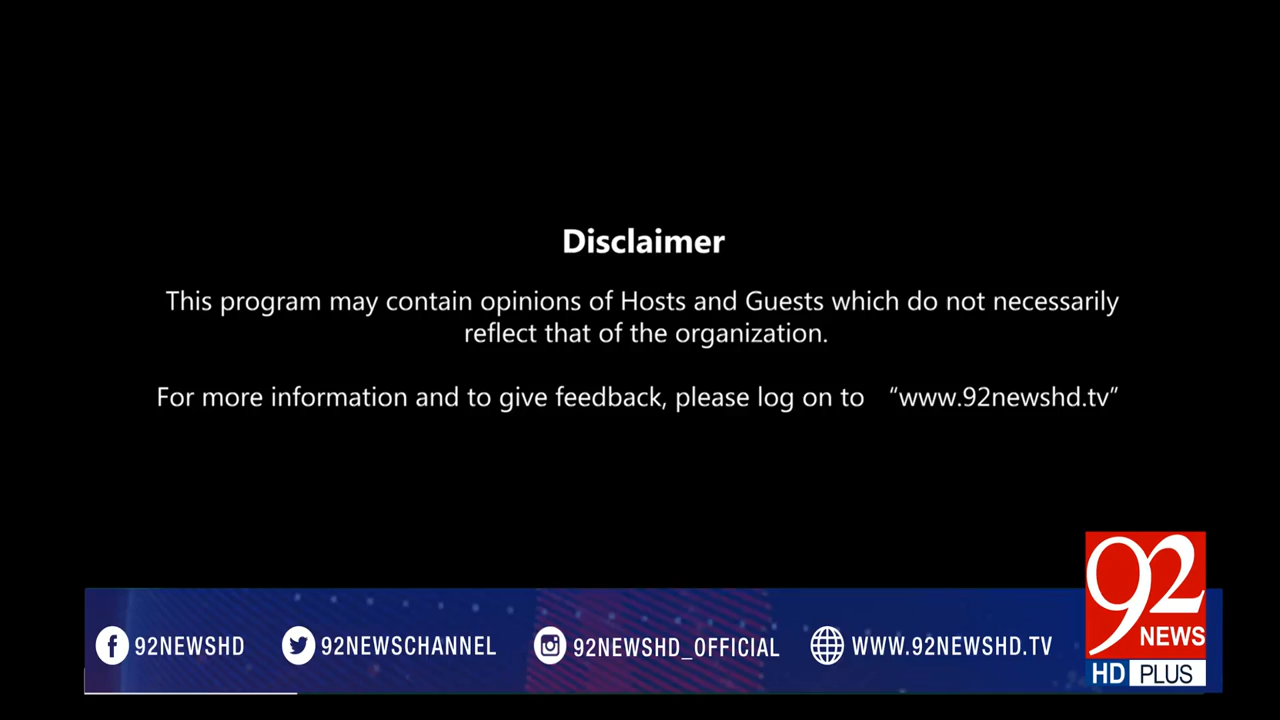 Disclaimer
This program may contain opinions of Hosts and Guests which do not necessarily
reflect that of the organization.
For more information and to give feedback, please log on to “www.92newshd.tv”
92NEWSHD 92NEWSCHANNEL 92NEWSHD_OFFICIAL WWW.92NEWSHD.TV
92
NEWS
HD PLUS